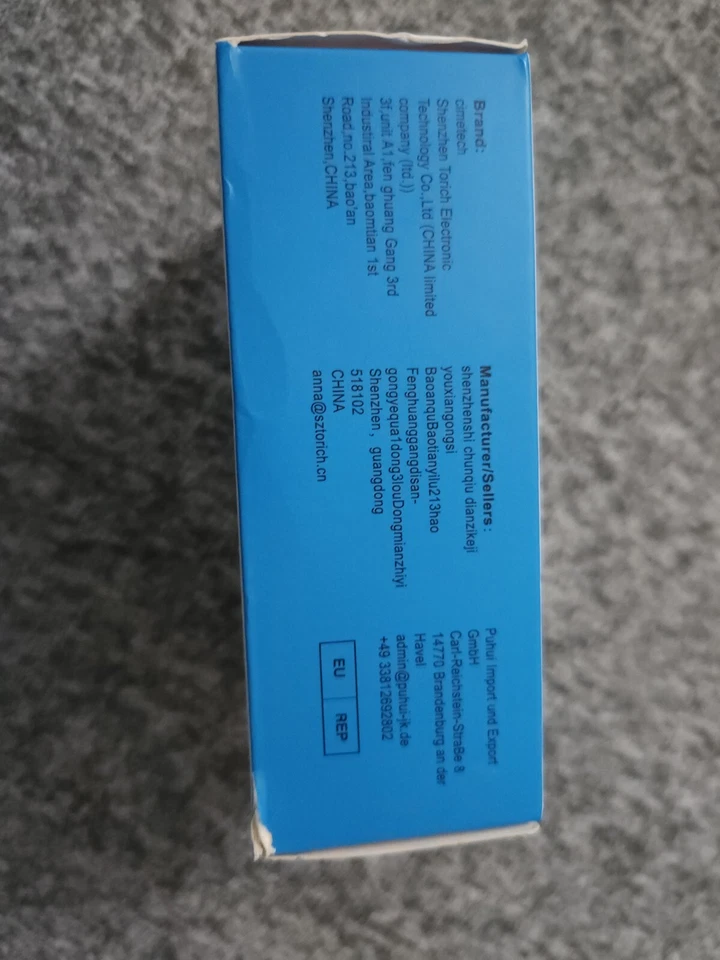 Brand:
cimetech
Shenzhen Torich Electronic
Technology Co.,Ltd (CHINA limited
company (ltd.))
3f,unit A1,fen ghuang Gang 3rd
Industiral Area,baomtian 1st
Road,no.213,bao'an
Shenzhen,CHINA
Manufacturer/Sellers:
shenzhenshi chunqiu dianzikeji
youxiangongsi
BaoanquBaotianyilu213hao
Fenghuanggangdisan-
gongyequa1dong3louDongmianzhiyi
Shenzhen, guangdong
518102
CHINA
anna@sztorich.cn
Puhui Import und Export
GmbH
Carl-Reichstein-StraBe 8
14770 Brandenburg an der
Havel
admin@puhui-jk.de
+49 33812692802
EU REP